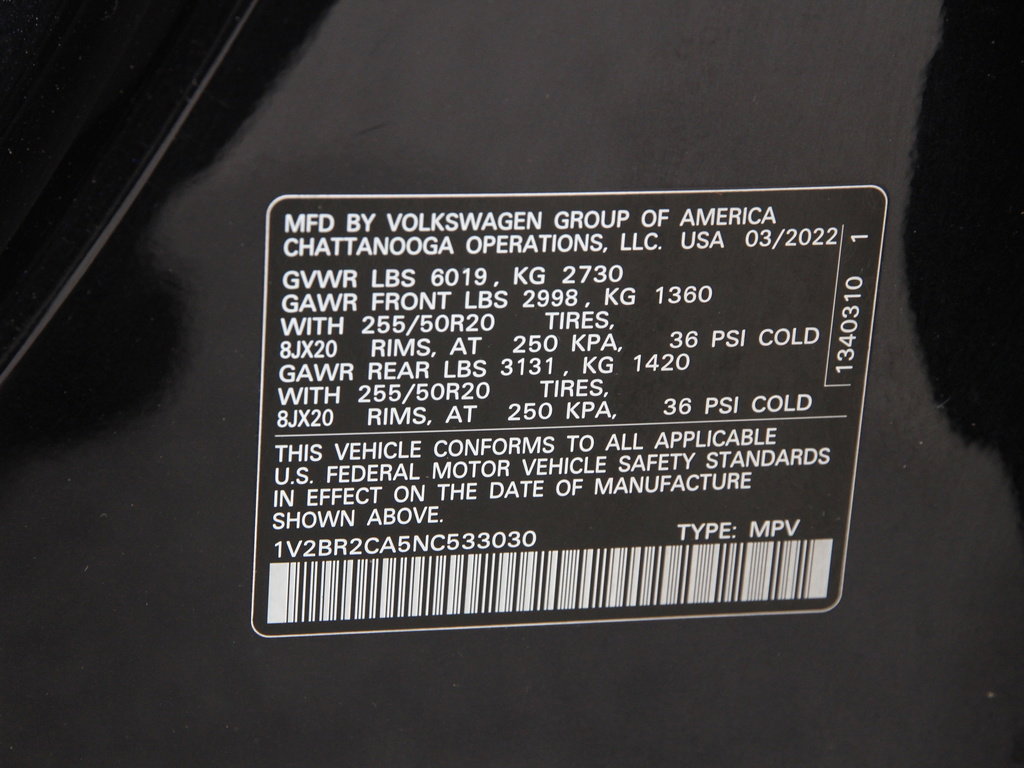 MFD BY VOLKSWAGEN GROUP OF AMERICA
CHATTANOOGA OPERATIONS, LLC. USA 03/2022
GVWR LBS 6019, KG 2730
GAWR FRONT LBS 2998, KG 1360
WITH 255/50R20 TIRES,
8JX20 RIMS, AT 250 KPA, 36 PSI COLD
GAWR REAR LBS 3131, KG 1420
WITH 255/50R20 TIRES,
8JX20 RIMS, AT 250 KPA, 36 PSI COLD
1340310 1
THIS VEHICLE CONFORMS TO ALL APPLICABLE
U.S. FEDERAL MOTOR VEHICLE SAFETY STANDARDS
IN EFFECT ON THE DATE OF MANUFACTURE
SHOWN ABOVE.
1V2BR2CA5NC533030 TYPE: MPV